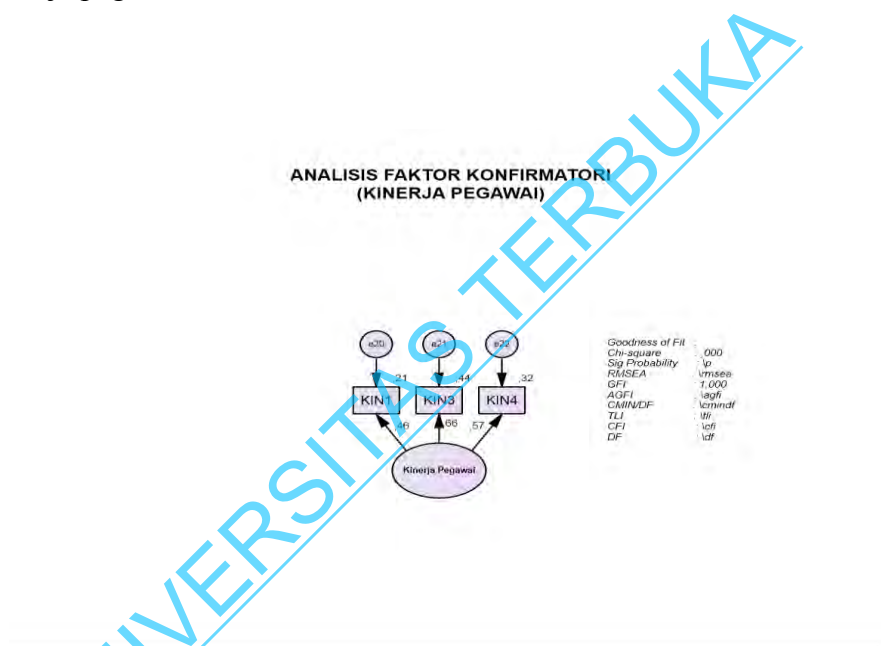 ANALISIS FAKTOR KONFIRMATORI
(KINERJA PEGAWAI)
e20 e21 e22
,21 ,44 ,32
KIN1 KIN3 KIN4
,46 ,66 ,57
Kinerja Pegawai
Goodness of Fit :
Chi-square : ,000
Sig Probability : \p
RMSEA : \rmsea
GFI : 1,000
AGFI : \agfi
CMIN/DF : \cmindf
TLI : \tli
CFI : \cfi
DF : \df
UNIVERSITAS TERBUKA